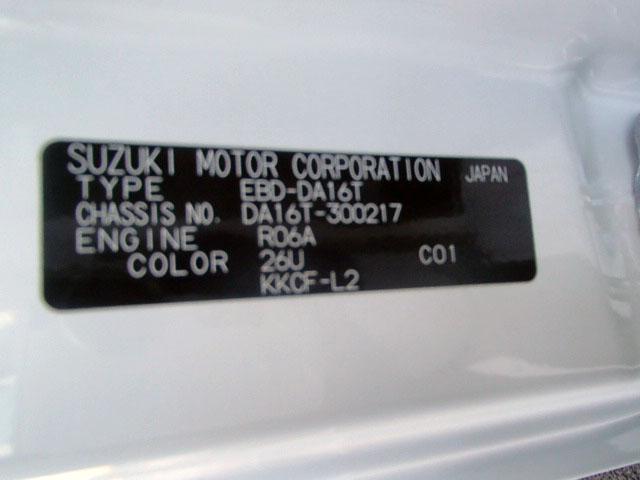 SUZUKI MOTOR CORPORATION JAPAN
TYPE EBD-DA16T
CHASSIS NO. DA16T-300217
ENGINE R06A
COLOR 26U C01
KKCF-L2